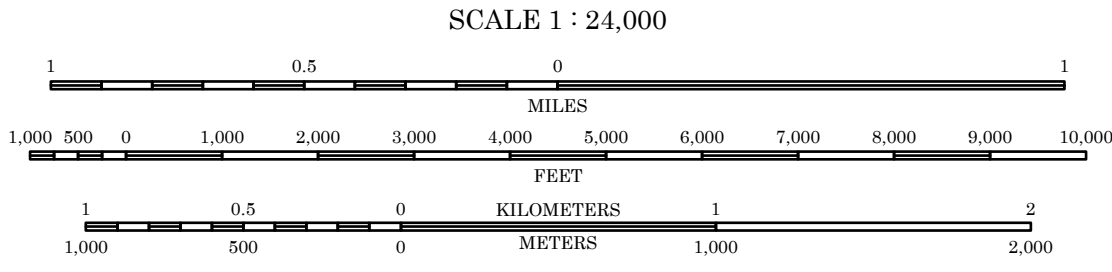 SCALE 1 : 24,000
1 0.5 0 1
MILES
1,000 500 0 1,000 2,000 3,000 4,000 5,000 6,000 7,000 8,000 9,000 10,000
FEET
1 0.5 0 KILOMETERS 1 2
1,000 500 0 METERS 1,000 2,000